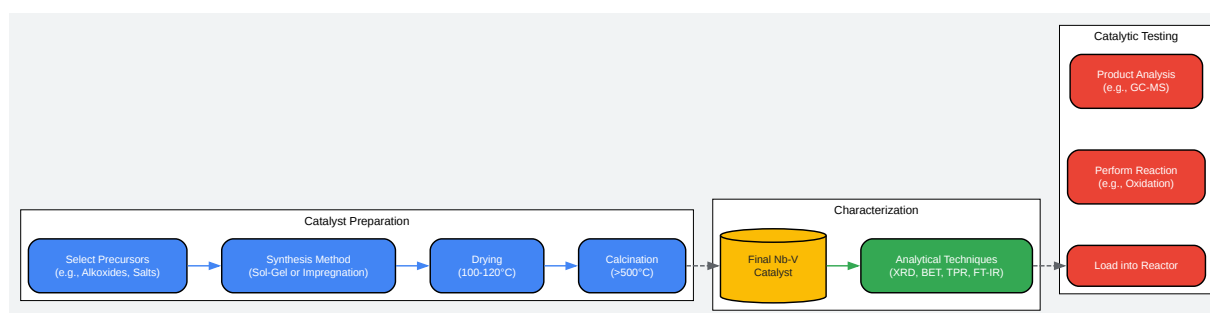 Catalytic Testing
Product Analysis
(e.g., GC-MS)
Perform Reaction
(e.g., Oxidation)
Load into Reactor
Catalyst Preparation
Select Precursors
(e.g., Alkoxides, Salts)
Synthesis Method
(Sol-Gel or Impregnation)
Drying
(100-120°C)
Calcination
(>500°C)
Characterization
Final Nb-V
Catalyst
Analytical Techniques
(XRD, BET, TPR, FT-IR)